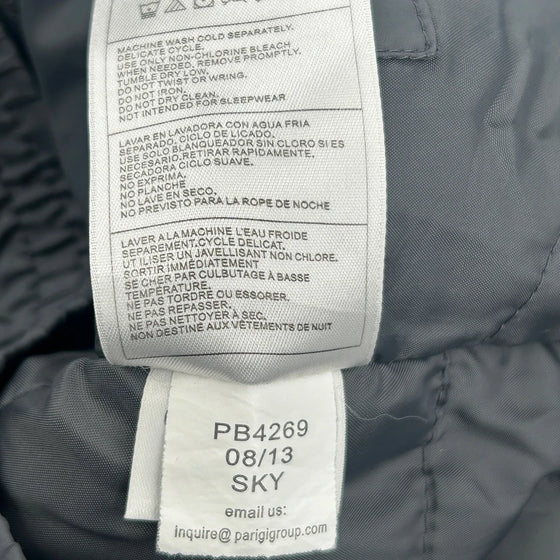 MACHINE WASH COLD SEPARATELY.
DELICATE CYCLE.
USE ONLY NON-CHLORINE BLEACH
WHEN NEEDED, REMOVE PROMPTLY.
TUMBLE DRY LOW.
DO NOT TWIST OR WRING.
DO NOT IRON.
DO NOT DRY CLEAN.
NOT INTENDED FOR SLEEPWEAR
LAVAR EN LAVADORA CON AGUA FRIA
SEPARADO. CICLO DE LICADO.
USE SOLO BLANQUEADOR SIN CLORO SI ES
NECESARIO.RETIRAR RAPIDAMENTE.
SECADORA CICLO SUAVE.
NO EXPRIMA.
NO PLANCHE
NO LAVE EN SECO.
NO PREVISTO PARA LA ROPE DE NOCHE
LAVER A LA MACHINE L'EAU FROIDE
SEPAREMENT.CYCLE DELICAT.
UT ILISER UN JAVELLISANT NON CHLORE.
SORTIR IMMÉDIATEMENT
SÉ CHER PAR CULBUTAGE À BASSE
TEMPÉRATURE.
NE PAS TORDRE OU ESSORER.
NE PAS REPASSER.
NE PAS NETTOYER À SEC.
NON DESTINÉ AUX VÊTEMENTS DE NUIT
PB4269
08/13
SKY
email us:
inquire@parigigroup.com